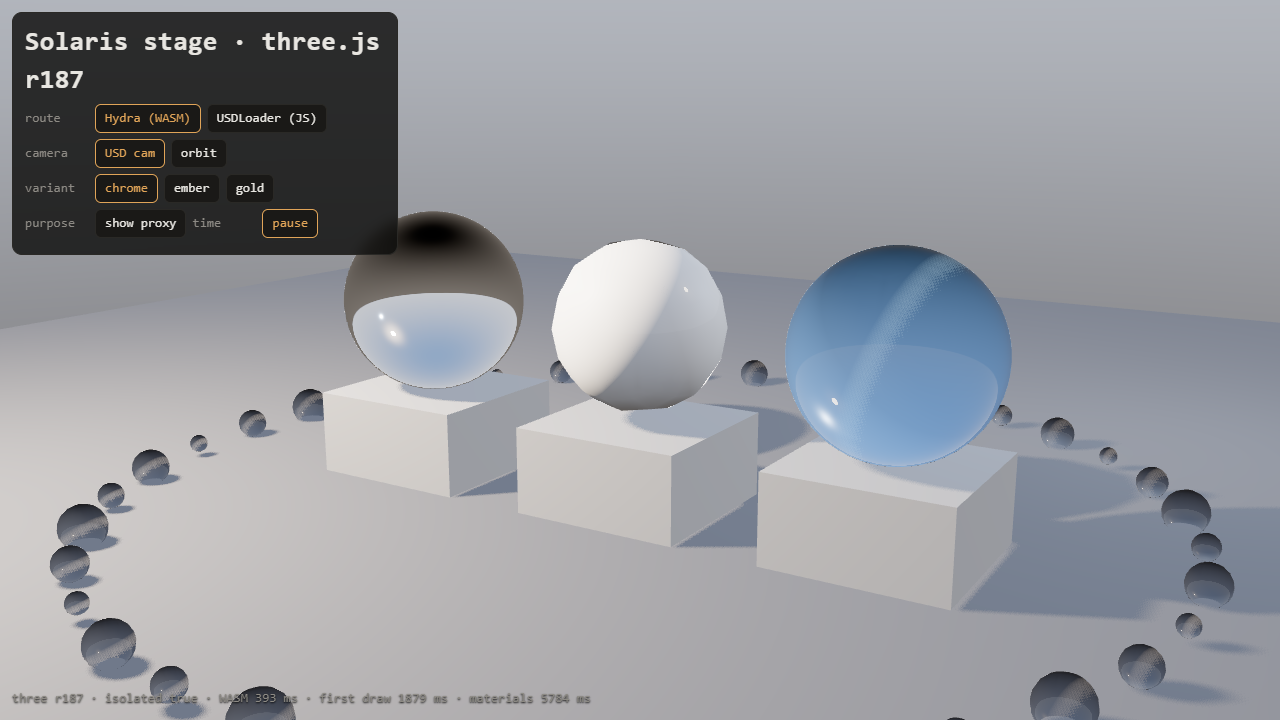 Solaris stage · three.js
r187
route Hydra (WASM) USDLoader (JS)
camera USD cam orbit
variant chrome ember gold
purpose show proxy time pause
three r187 · isolated true · WASM 393 ms · first draw 1879 ms · materials 5784 ms